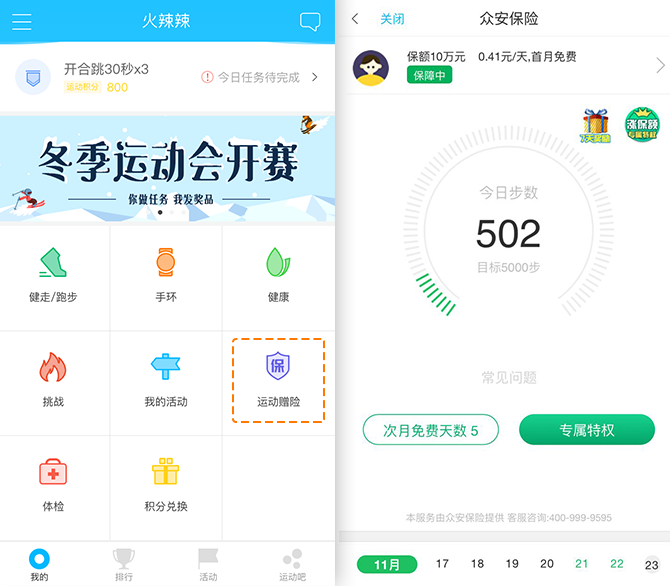 火辣辣
开合跳30秒x3
运动积分 800
今日任务待完成
冬季运动会开赛
你做任务 我发奖品
健走/跑步
手环
健康
挑战
我的活动
保
运动赠险
体检
积分兑换
我的
排行
活动
运动吧
关闭
众安保险
保额10万元 0.41元/天,首月免费
保障中
7天奖励
涨保额
专属特权
今日步数
502
目标5000步
常见问题
次月免费天数 5
专属特权
本服务由众安保险提供 客服咨询:400-999-9595
11月 17 18 19 20 21 22 23